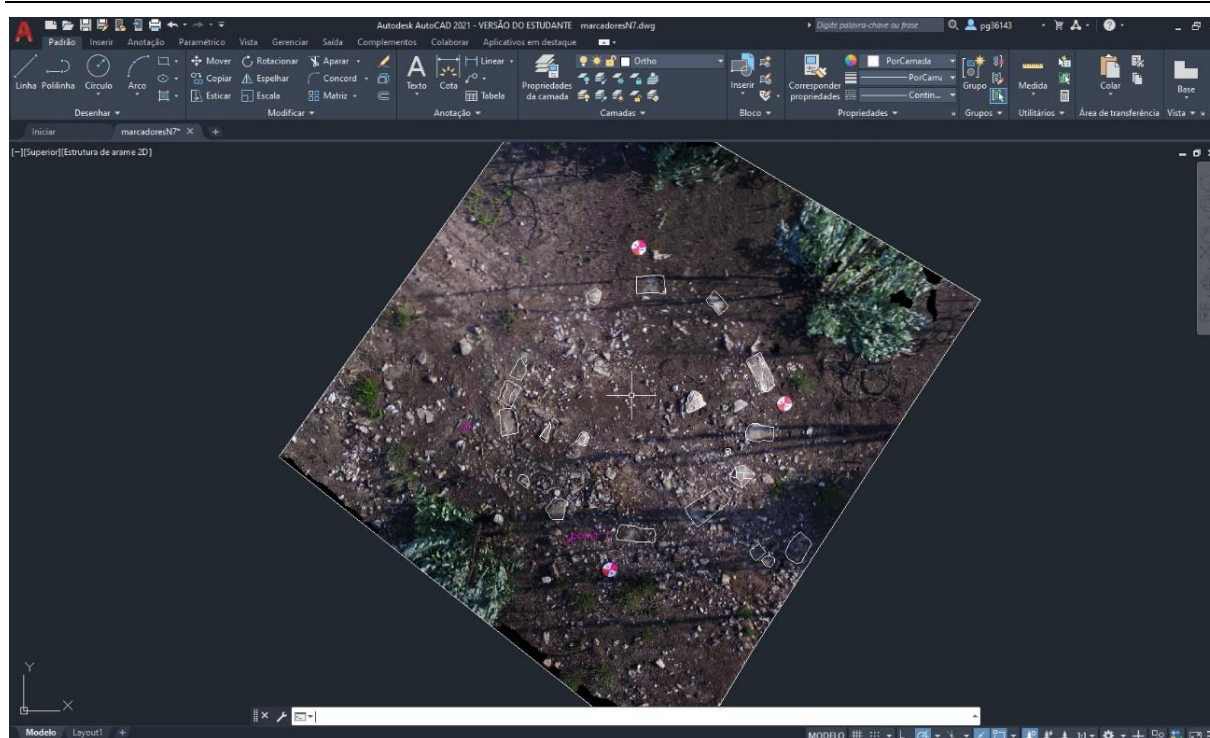 Autodesk AutoCAD 2021 - VERSÃO DO ESTUDANTE marcadoresN7.dwg
Digite palavra-chave ou frase
pg36143
Padrão Inserir Anotação Paramétrico Vista Gerenciar Saída Complementos Colaborar Aplicativos em destaque
Linha Polilinha Círculo Arco
Mover Rotacionar Aparar
Copiar Espelhar Concord
Esticar Escala Matriz
Texto Cota
Linear
Tabela
Propriedades da camada
Ortho
Inserir
Corresponder propriedades
PorCamada
PorCamu
Contin...
Grupo
Medida
Colar
Base
Desenhar Modificar Anotação Camadas Bloco Propriedades Grupos Utilitários Área de transferência Vista
Iniciar marcadoresN7* +
[−][Superior][Estrutura de arame 2D]
point
Y
X
Modelo Layout1 +
MODELO 1:1